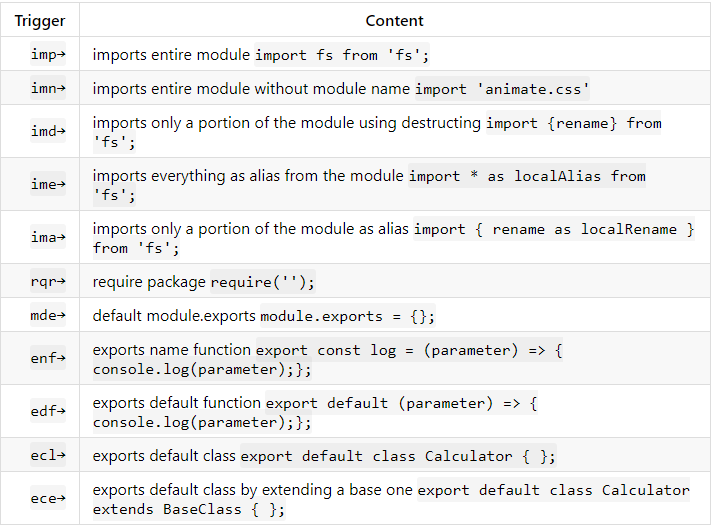 Trigger Content
imp→ imports entire module import fs from 'fs';
imn→ imports entire module without module name import 'animate.css'
imd→ imports only a portion of the module using destructing import {rename} from
'fs';
ime→ imports everything as alias from the module import * as localAlias from
'fs';
ima→ imports only a portion of the module as alias import { rename as localRename }
from 'fs';
rqr→ require package require('');
mde→ default module.exports module.exports = {};
enf→ exports name function export const log = (parameter) => {
console.log(parameter);};
edf→ exports default function export default (parameter) => {
console.log(parameter);};
ecl→ exports default class export default class Calculator { };
ece→ exports default class by extending a base one export default class Calculator
extends BaseClass { };